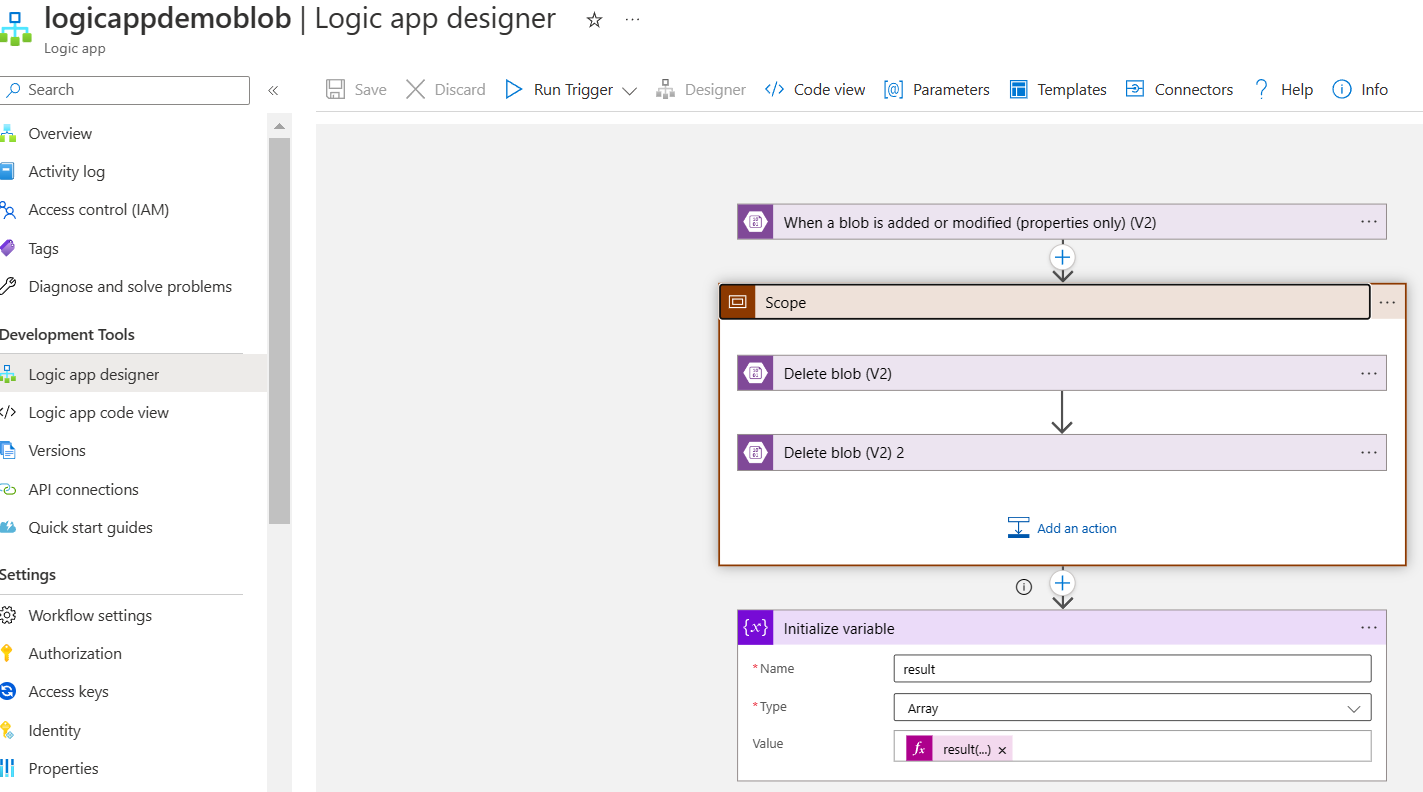 logicappdemoblob | Logic app designer
Logic app
Search
Save Discard Run Trigger Designer Code view Parameters Templates Connectors Help Info
Overview
Activity log
Access control (IAM)
Tags
Diagnose and solve problems
Development Tools
Logic app designer
Logic app code view
Versions
API connections
Quick start guides
Settings
Workflow settings
Authorization
Access keys
Identity
Properties
When a blob is added or modified (properties only) (V2)
Scope
Delete blob (V2)
Delete blob (V2) 2
Add an action
Initialize variable
*Name result
*Type Array
Value fx result(...) ×